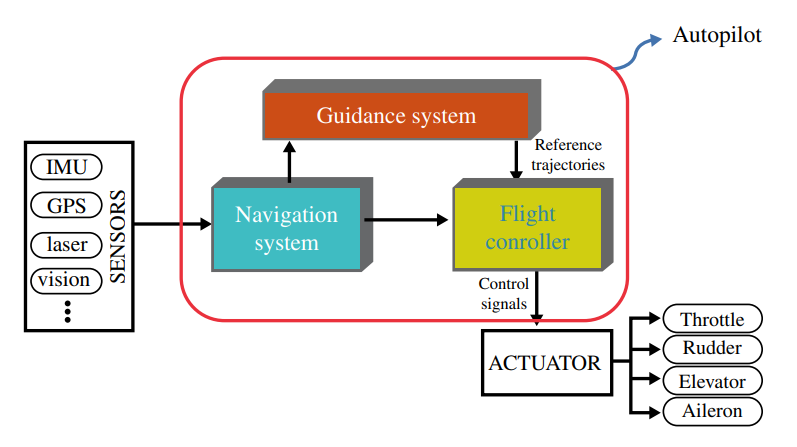 Autopilot
Guidance system
Reference
trajectories
IMU
GPS
laser
vision
SENSORS
Navigation
system
Flight
conroller
Control
signals
ACTUATOR
Throttle
Rudder
Elevator
Aileron